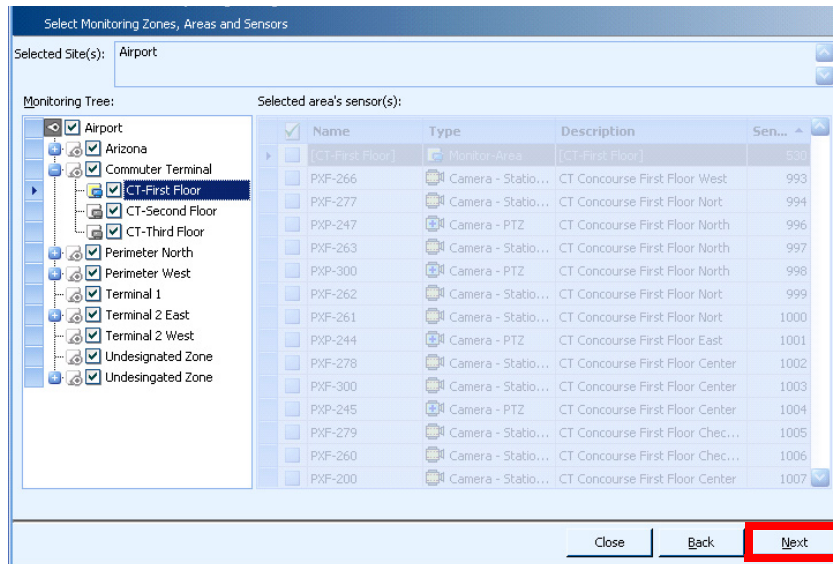 Select Monitoring Zones, Areas and Sensors
Selected Site(s): Airport
Monitoring Tree: Selected area's sensor(s):
Airport
Arizona
Commuter Terminal
CT-First Floor
CT-Second Floor
CT-Third Floor
Perimeter North
Perimeter West
Terminal 1
Terminal 2 East
Terminal 2 West
Undesignated Zone
Undesingated Zone
Name Type Description Sen...
[CT-First Floor] Monitor-Area [CT-First Floor] 530
PXF-266 Camera - Statio... CT Concourse First Floor West 993
PXF-277 Camera - Statio... CT Concourse First Floor Nort 994
PXP-247 Camera - PTZ CT Concourse First Floor North 996
PXF-263 Camera - Statio... CT Concourse First Floor North 997
PXP-300 Camera - PTZ CT Concourse First Floor North 998
PXF-262 Camera - Statio... CT Concourse First Floor Nort 999
PXF-261 Camera - Statio... CT Concourse First Floor Nort 1000
PXP-244 Camera - PTZ CT Concourse First Floor East 1001
PXF-278 Camera - Statio... CT Concourse First Floor Center 1002
PXF-300 Camera - Statio... CT Concourse First Floor Center 1003
PXP-245 Camera - PTZ CT Concourse First Floor Center 1004
PXF-279 Camera - Statio... CT Concourse First Floor Chec... 1005
PXF-260 Camera - Statio... CT Concourse First Floor Chec... 1006
PXF-200 Camera - Statio... CT Concourse First Floor Center 1007
Close Back Next